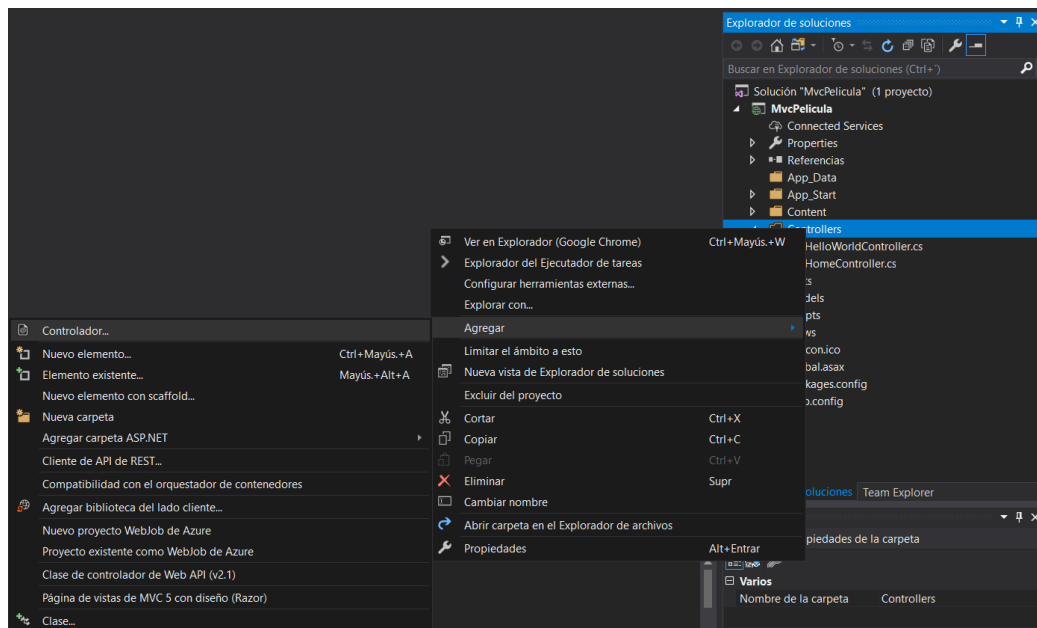 Explorador de soluciones
Buscar en Explorador de soluciones (Ctrl+´)
Solución "MvcPelicula" (1 proyecto)
MvcPelicula
Connected Services
Properties
Referencias
App_Data
App_Start
Content
Controllers
HelloWorldController.cs
HomeController.cs
Ver en Explorador (Google Chrome) Ctrl+Mayús.+W
Explorador del Ejecutador de tareas
Configurar herramientas externas...
Explorar con...
Agregar
Limitar el ámbito a esto
Nueva vista de Explorador de soluciones
Excluir del proyecto
Cortar Ctrl+X
Copiar Ctrl+C
Pegar Ctrl+V
Eliminar Supr
Cambiar nombre
Abrir carpeta en el Explorador de archivos
Propiedades Alt+Entrar
Controlador...
Nuevo elemento... Ctrl+Mayús.+A
Elemento existente... Mayús.+Alt+A
Nuevo elemento con scaffold...
Nueva carpeta
Agregar carpeta ASP.NET
Cliente de API de REST...
Compatibilidad con el orquestador de contenedores
Agregar biblioteca del lado cliente...
Nuevo proyecto WebJob de Azure
Proyecto existente como WebJob de Azure
Clase de controlador de Web API (v2.1)
Página de vistas de MVC 5 con diseño (Razor)
Clase...
ts
dels
pts
ws
con.ico
bal.asax
kages.config
o.config
oluciones Team Explorer
piedades de la carpeta
Varios
Nombre de la carpeta Controllers